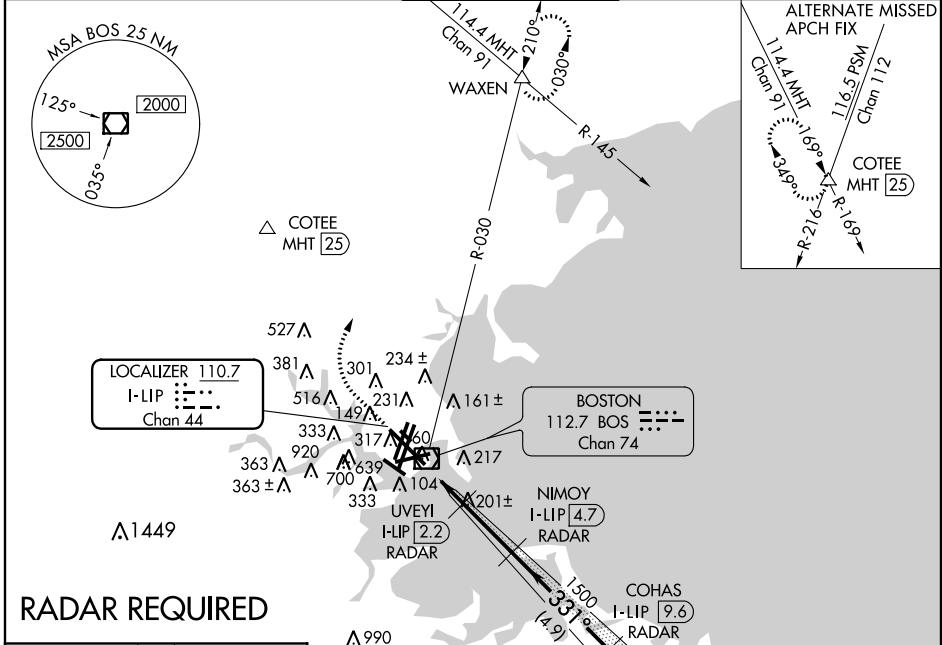 MSA BOS 25 NM
125°
2000
2500
035°
114.4 MHT
Chan 91
210°
030°
WAXEN
R-145
R-030
ALTERNATE MISSED
APCH FIX
114.4 MHT
Chan 91
116.5 PSM
Chan 112
169°
349°
COTEE
MHT 25
R-216
R-169
COTEE
MHT 25
527
381
301
234 ±
516
231
161 ±
149
LOCALIZER 110.7
I-LIP
Chan 44
BOSTON
112.7 BOS
Chan 74
333
317
60
217
363
920
700
639
363 ±
333
104
201±
1449
UVEYI
I-LIP 2.2
RADAR
NIMOY
I-LIP 4.7
RADAR
1500
331°
(4.9)
COHAS
I-LIP 9.6
RADAR
RADAR REQUIRED
990